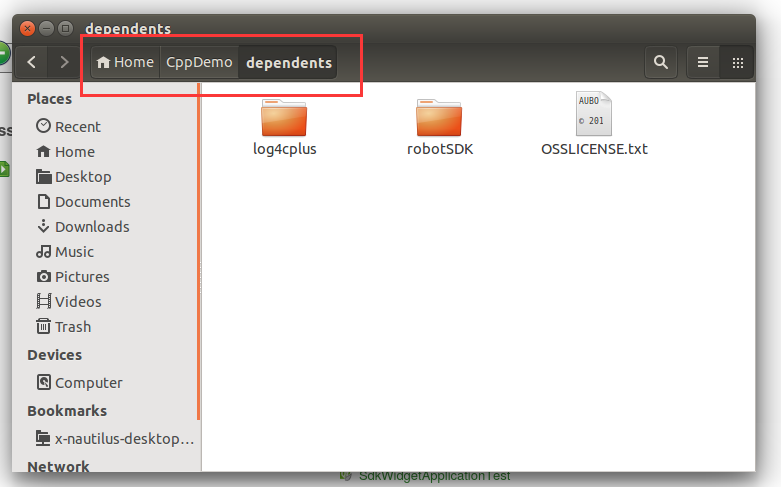 dependents
Home CppDemo dependents
Places
Recent
Home
Desktop
Documents
Downloads
Music
Pictures
Videos
Trash
Devices
Computer
Bookmarks
x-nautilus-desktop...
Network
AUBO
© 201
log4cplus
robotSDK
OSSLICENSE.txt
SdkWidgetApplicationTest